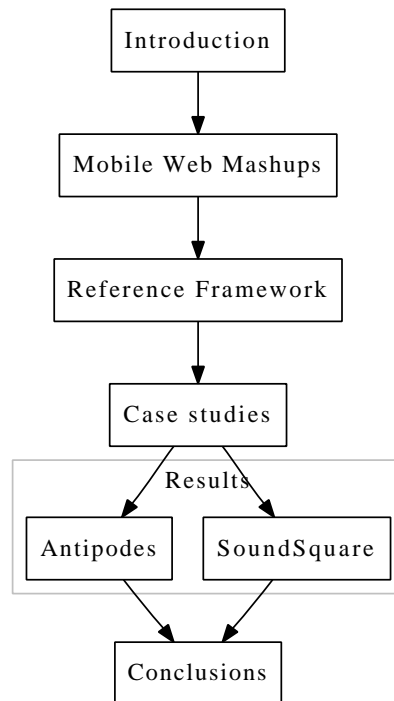 Introduction
Mobile Web Mashups
Reference Framework
Case studies
Results
Antipodes
SoundSquare
Conclusions